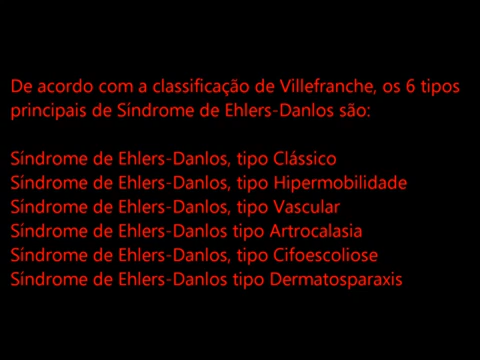 De acordo com a classificação de Villefranche, os 6 tipos
principais de Síndrome de Ehlers-Danlos são:
Síndrome de Ehlers-Danlos, tipo Clássico
Síndrome de Ehlers-Danlos, tipo Hipermobilidade
Síndrome de Ehlers-Danlos, tipo Vascular
Síndrome de Ehlers-Danlos tipo Artrocalasia
Síndrome de Ehlers-Danlos, tipo Cifoescoliose
Síndrome de Ehlers-Danlos tipo Dermatosparaxis